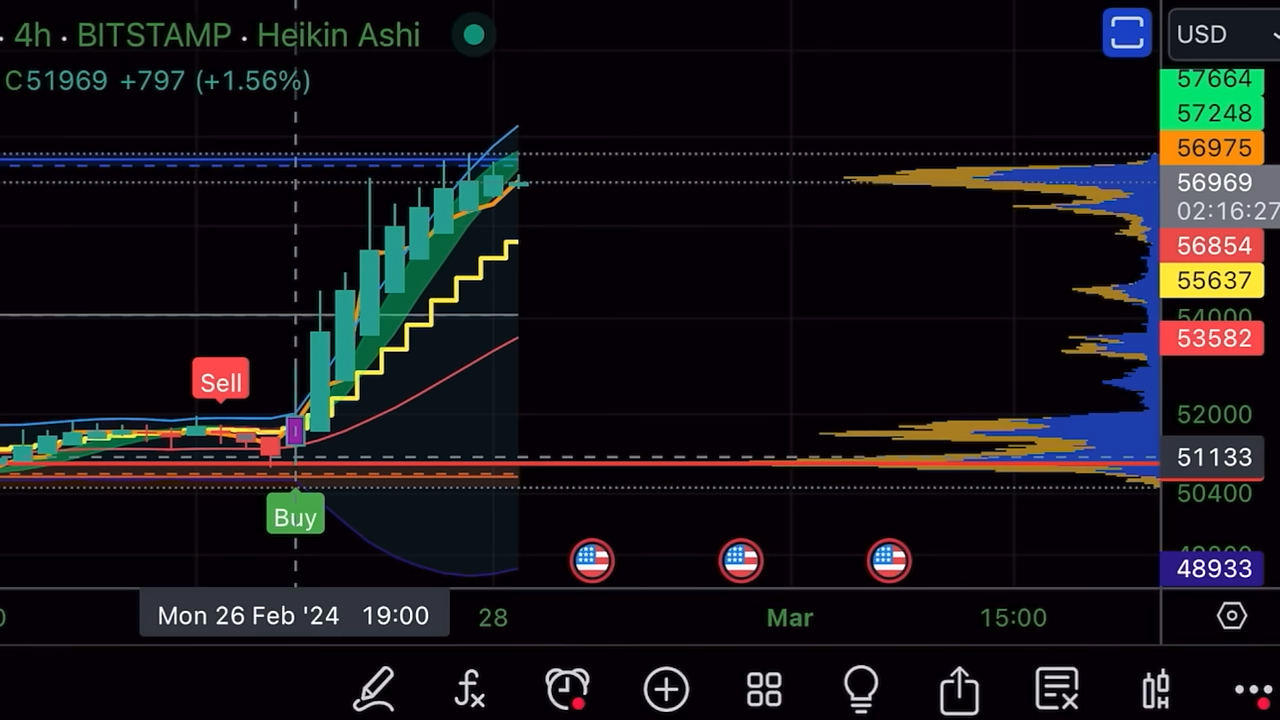 · 4h · BITSTAMP · Heikin Ashi
USD
C51969 +797 (+1.56%)
57664
57248
56975
56969
02:16:27
56854
55637
54000
53582
Sell
52000
51133
50400
Buy
48933
Mon 26 Feb '24 19:00
28
Mar
15:00
fx